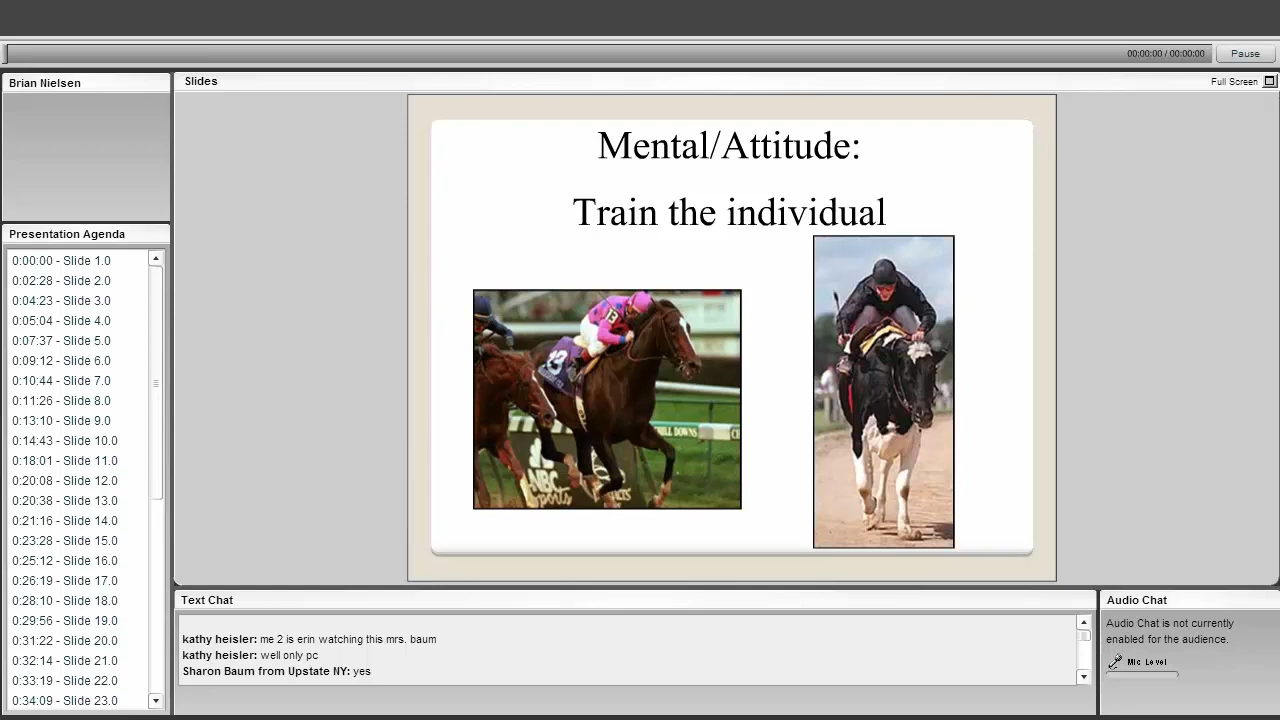 00:00:00 / 00:00:00
Pause
Brian Nielsen
Slides
Full Screen
Mental/Attitude:
Train the individual
13
13
NBC
Sports
HILL DOWNS
Presentation Agenda
0:00:00 - Slide 1.0
0:02:28 - Slide 2.0
0:04:23 - Slide 3.0
0:05:04 - Slide 4.0
0:07:37 - Slide 5.0
0:09:12 - Slide 6.0
0:10:44 - Slide 7.0
0:11:26 - Slide 8.0
0:13:10 - Slide 9.0
0:14:43 - Slide 10.0
0:18:01 - Slide 11.0
0:20:08 - Slide 12.0
0:20:38 - Slide 13.0
0:21:16 - Slide 14.0
0:23:28 - Slide 15.0
0:25:12 - Slide 16.0
0:26:19 - Slide 17.0
0:28:10 - Slide 18.0
0:29:56 - Slide 19.0
0:31:22 - Slide 20.0
0:32:14 - Slide 21.0
0:33:19 - Slide 22.0
0:34:09 - Slide 23.0
Text Chat
kathy heisler: me 2 is erin watching this mrs. baum
kathy heisler: well only pc
Sharon Baum from Upstate NY: yes
Audio Chat
Audio Chat is not currently
enabled for the audience.
Mic Level